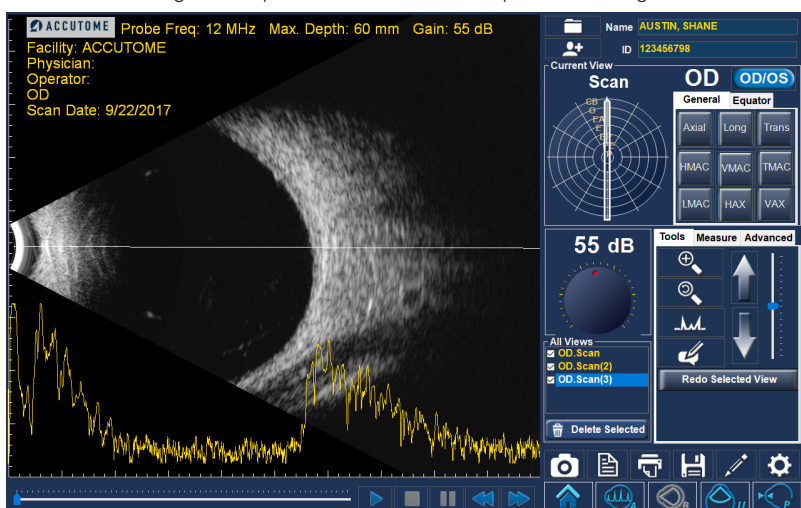 ACCUTOME Probe Freq: 12 MHz Max. Depth: 60 mm Gain: 55 dB
Facility: ACCUTOME
Physician:
Operator:
OD
Scan Date: 9/22/2017
Name AUSTIN, SHANE
ID 123456798
Current View
Scan
OD
OD/OS
General Equator
Axial Long Trans
HMAC VMAC TMAC
LMAC HAX VAX
55 dB
Tools Measure Advanced
Redo Selected View
All Views
OD.Scan
OD.Scan(2)
OD.Scan(3)
Delete Selected
A B U P